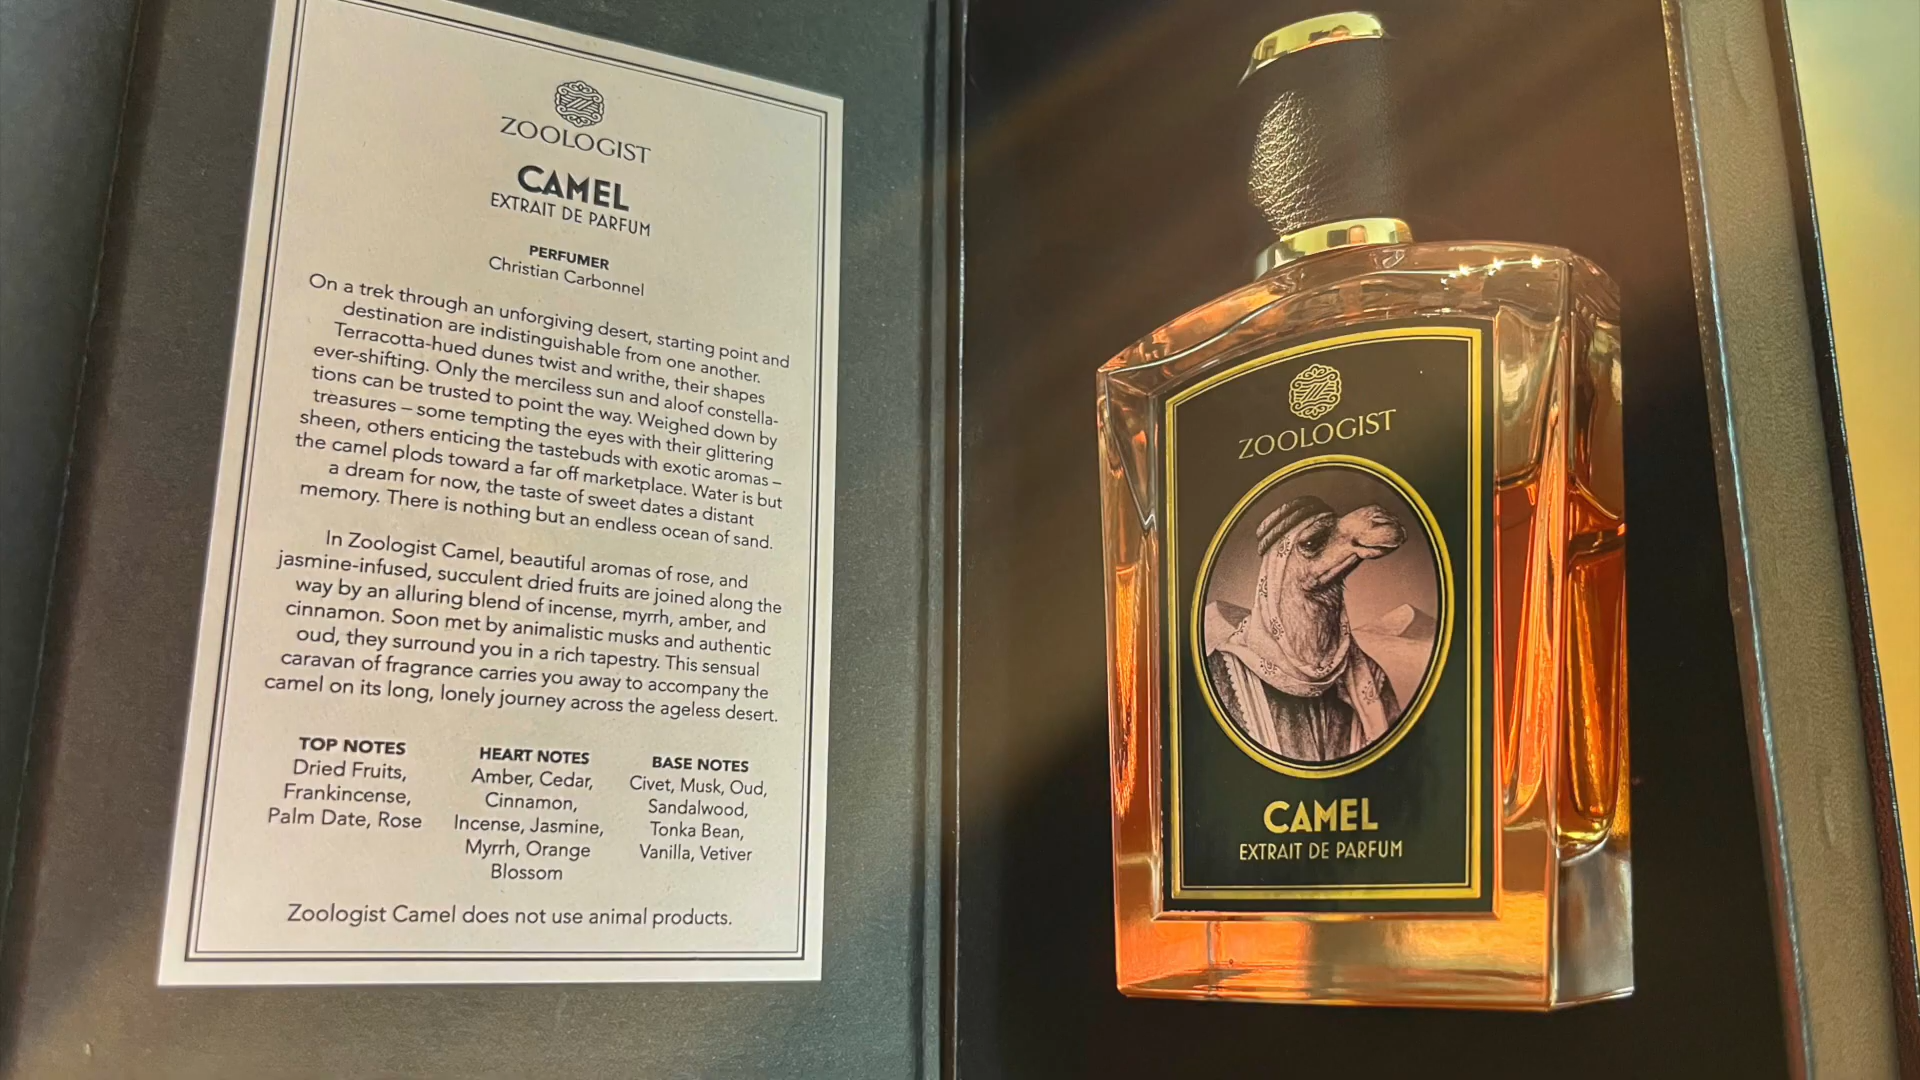 ZOOLOGIST
CAMEL
EXTRAIT DE PARFUM
PERFUMER
Christian Carbonnel
On a trek through an unforgiving desert, starting point and
destination are indistinguishable from one another.
Terracotta-hued dunes twist and writhe, their shapes
ever-shifting. Only the merciless sun and aloof constella-
tions can be trusted to point the way. Weighed down by
treasures – some tempting the eyes with their glittering
sheen, others enticing the tastebuds with exotic aromas –
the camel plods toward a far off marketplace. Water is but
a dream for now, the taste of sweet dates a distant
memory. There is nothing but an endless ocean of sand.
In Zoologist Camel, beautiful aromas of rose, and
jasmine-infused, succulent dried fruits are joined along the
way by an alluring blend of incense, myrrh, amber, and
cinnamon. Soon met by animalistic musks and authentic
oud, they surround you in a rich tapestry. This sensual
caravan of fragrance carries you away to accompany the
camel on its long, lonely journey across the ageless desert.
TOP NOTES
Dried Fruits,
Frankincense,
Palm Date, Rose
HEART NOTES
Amber, Cedar,
Cinnamon,
Incense, Jasmine,
Myrrh, Orange
Blossom
BASE NOTES
Civet, Musk, Oud,
Sandalwood,
Tonka Bean,
Vanilla, Vetiver
Zoologist Camel does not use animal products.
ZOOLOGIST
CAMEL
EXTRAIT DE PARFUM